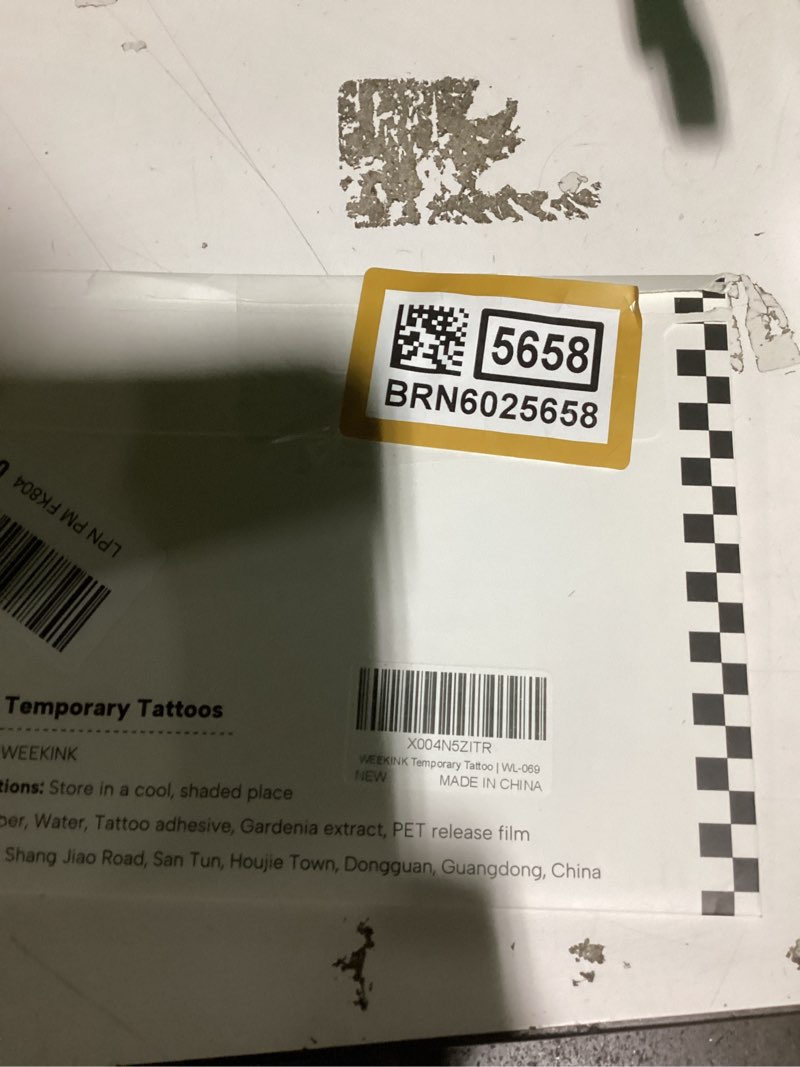 5658
BRN6025658
LPN PM FK804
Temporary Tattoos
WEEKINK
tions: Store in a cool, shaded place
per, Water, Tattoo adhesive, Gardenia extract, PET release film
Shang Jiao Road, San Tun, Houjie Town, Dongguan, Guangdong, China
X004N5ZITR
WEEKINK Temporary Tattoo | WL-069
NEW
MADE IN CHINA